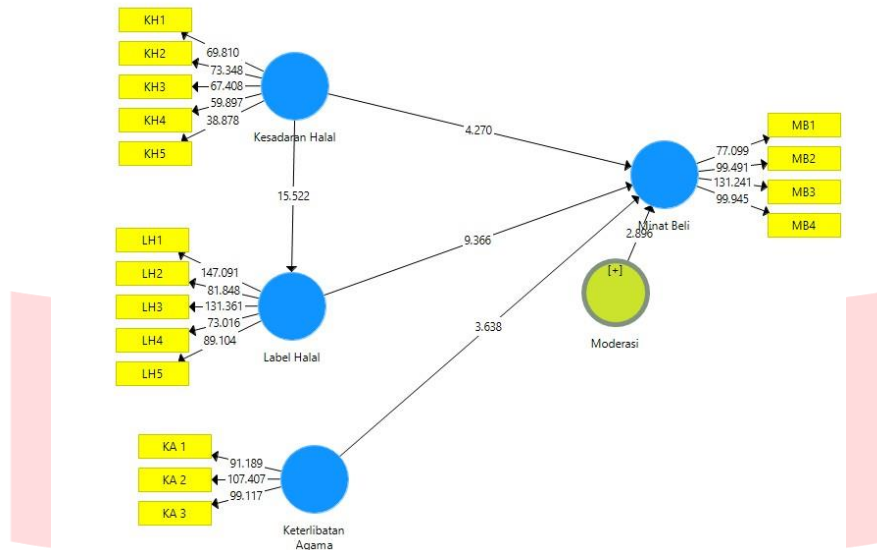 KH1
KH2
KH3
KH4
KH5
69.810
73.348
67.408
59.897
38.878
Kesadaran Halal
4.270
15.522
MB1
MB2
MB3
MB4
77.099
99.491
131.241
99.945
Minat Beli
2.896
[+]
Moderasi
9.366
LH1
LH2
LH3
LH4
LH5
147.091
81.848
131.361
73.016
89.104
Label Halal
3.638
KA 1
KA 2
KA 3
91.189
107.407
99.117
Keterlibatan
Agama